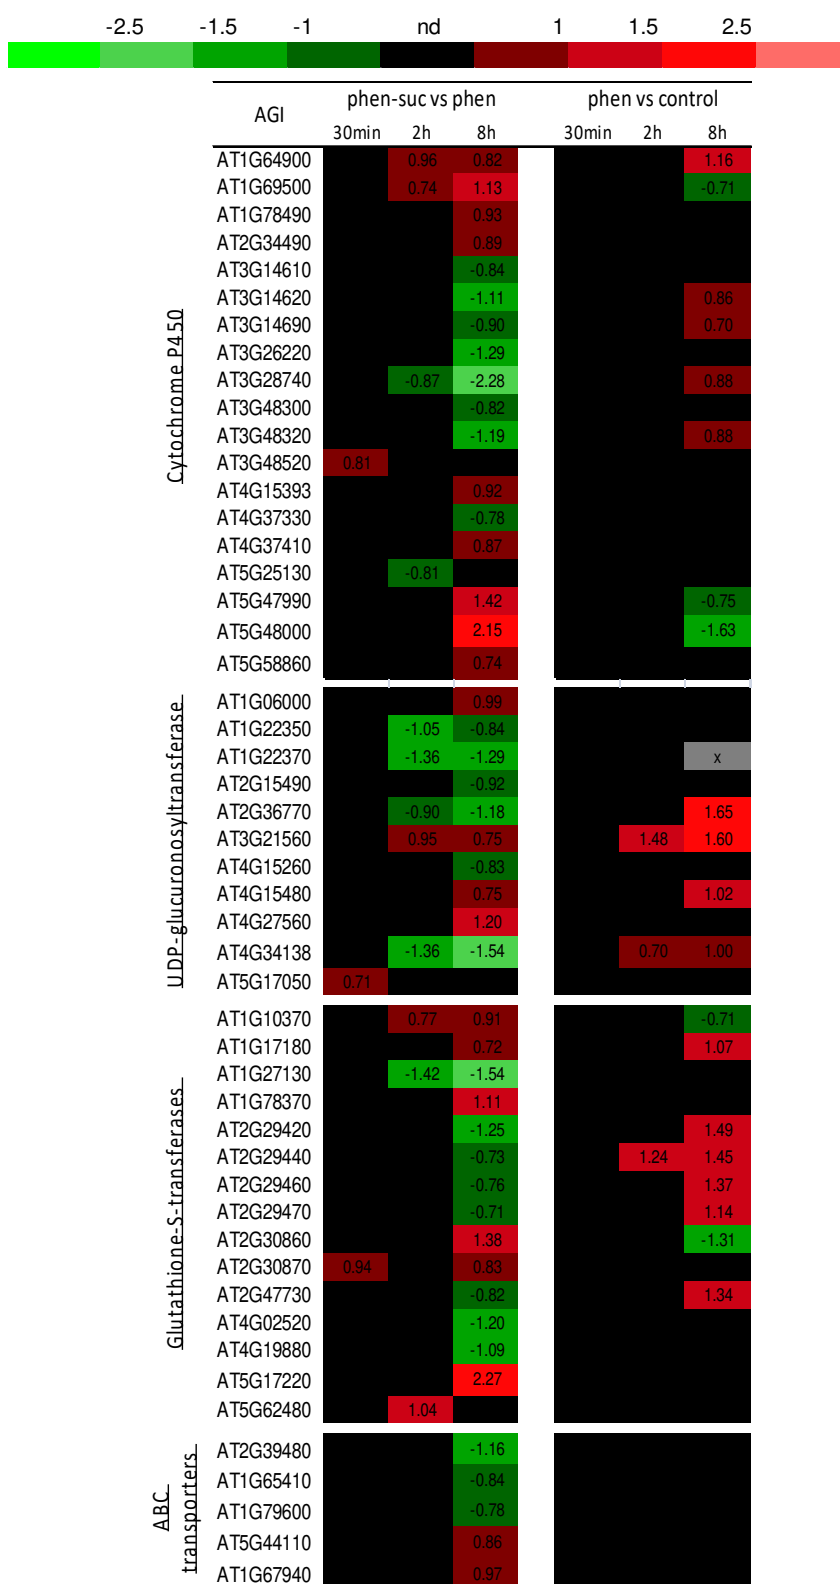 -2.5 -1.5 -1 nd 1 1.5 2.5
AGI phen-suc vs phen phen vs control
30min 2h 8h 30min 2h 8h
Cytochrome P450
AT1G64900 0.96 0.82 1.16
AT1G69500 0.74 1.13 -0.71
AT1G78490 0.93
AT2G34490 0.89
AT3G14610 -0.84
AT3G14620 -1.11 0.86
AT3G14690 -0.90 0.70
AT3G26220 -1.29
AT3G28740 -0.87 -2.28 0.88
AT3G48300 -0.82
AT3G48320 -1.19 0.88
AT3G48520 0.81
AT4G15393 0.92
AT4G37330 -0.78
AT4G37410 0.87
AT5G25130 -0.81
AT5G47990 1.42 -0.75
AT5G48000 2.15 -1.63
AT5G58860 0.74
UDP-glucuronosyltransferase
AT1G06000 0.99
AT1G22350 -1.05 -0.84
AT1G22370 -1.36 -1.29 x
AT2G15490 -0.92
AT2G36770 -0.90 -1.18 1.65
AT3G21560 0.95 0.75 1.48 1.60
AT4G15260 -0.83
AT4G15480 0.75 1.02
AT4G27560 1.20
AT4G34138 -1.36 -1.54 0.70 1.00
AT5G17050 0.71
Glutathione-S-transferases
AT1G10370 0.77 0.91 -0.71
AT1G17180 0.72 1.07
AT1G27130 -1.42 -1.54
AT1G78370 1.11
AT2G29420 -1.25 1.49
AT2G29440 -0.73 1.24 1.45
AT2G29460 -0.76 1.37
AT2G29470 -0.71 1.14
AT2G30860 1.38 -1.31
AT2G30870 0.94 0.83
AT2G47730 -0.82 1.34
AT4G02520 -1.20
AT4G19880 -1.09
AT5G17220 2.27
AT5G62480 1.04
ABC
transporters
AT2G39480 -1.16
AT1G65410 -0.84
AT1G79600 -0.78
AT5G44110 0.86
AT1G67940 0.97